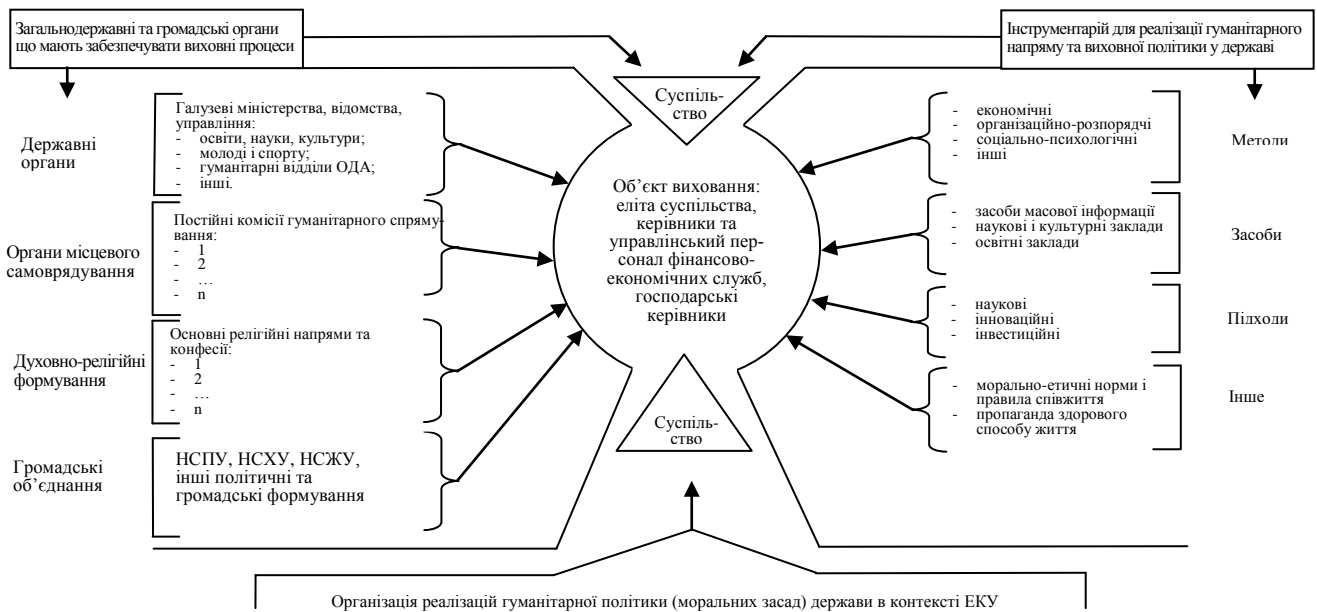 Загальнодержавні та громадські органи
що мають забезпечувати виховні процеси
Інструментарій для реалізації гуманітарного
напряму та виховної політики у державі
Суспіль-
ство
Державні
органи
Галузеві міністерства, відомства,
управління:
- освіти, науки, культури;
- молоді і спорту;
- гуманітарні відділи ОДА;
- інші.
Органи місцевого
самоврядування
Постійні комісії гуманітарного спряму-
вання:
- 1
- 2
- …
- n
Духовно-релігійні
формування
Основні релігійні напрями та
конфесії:
- 1
- 2
- …
- n
Громадські
об’єднання
НСПУ, НСХУ, НСЖУ,
інші політичні та
громадські формування
Об’єкт виховання:
еліта суспільства,
керівники та
управлінський пер-
сонал фінансово-
економічних служб,
господарські
керівники
Суспіль-
ство
- економічні
- організаційно-розпорядчі
- соціально-психологічні
- інші
Методи
- засоби масової інформації
- наукові і культурні заклади
- освітні заклади
Засоби
- наукові
- інноваційні
- інвестиційні
Підходи
- морально-етичні норми і
правила співжиття
- пропаганда здорового
способу життя
Інше
Організація реалізацій гуманітарної політики (моральних засад) держави в контексті ЕКУ